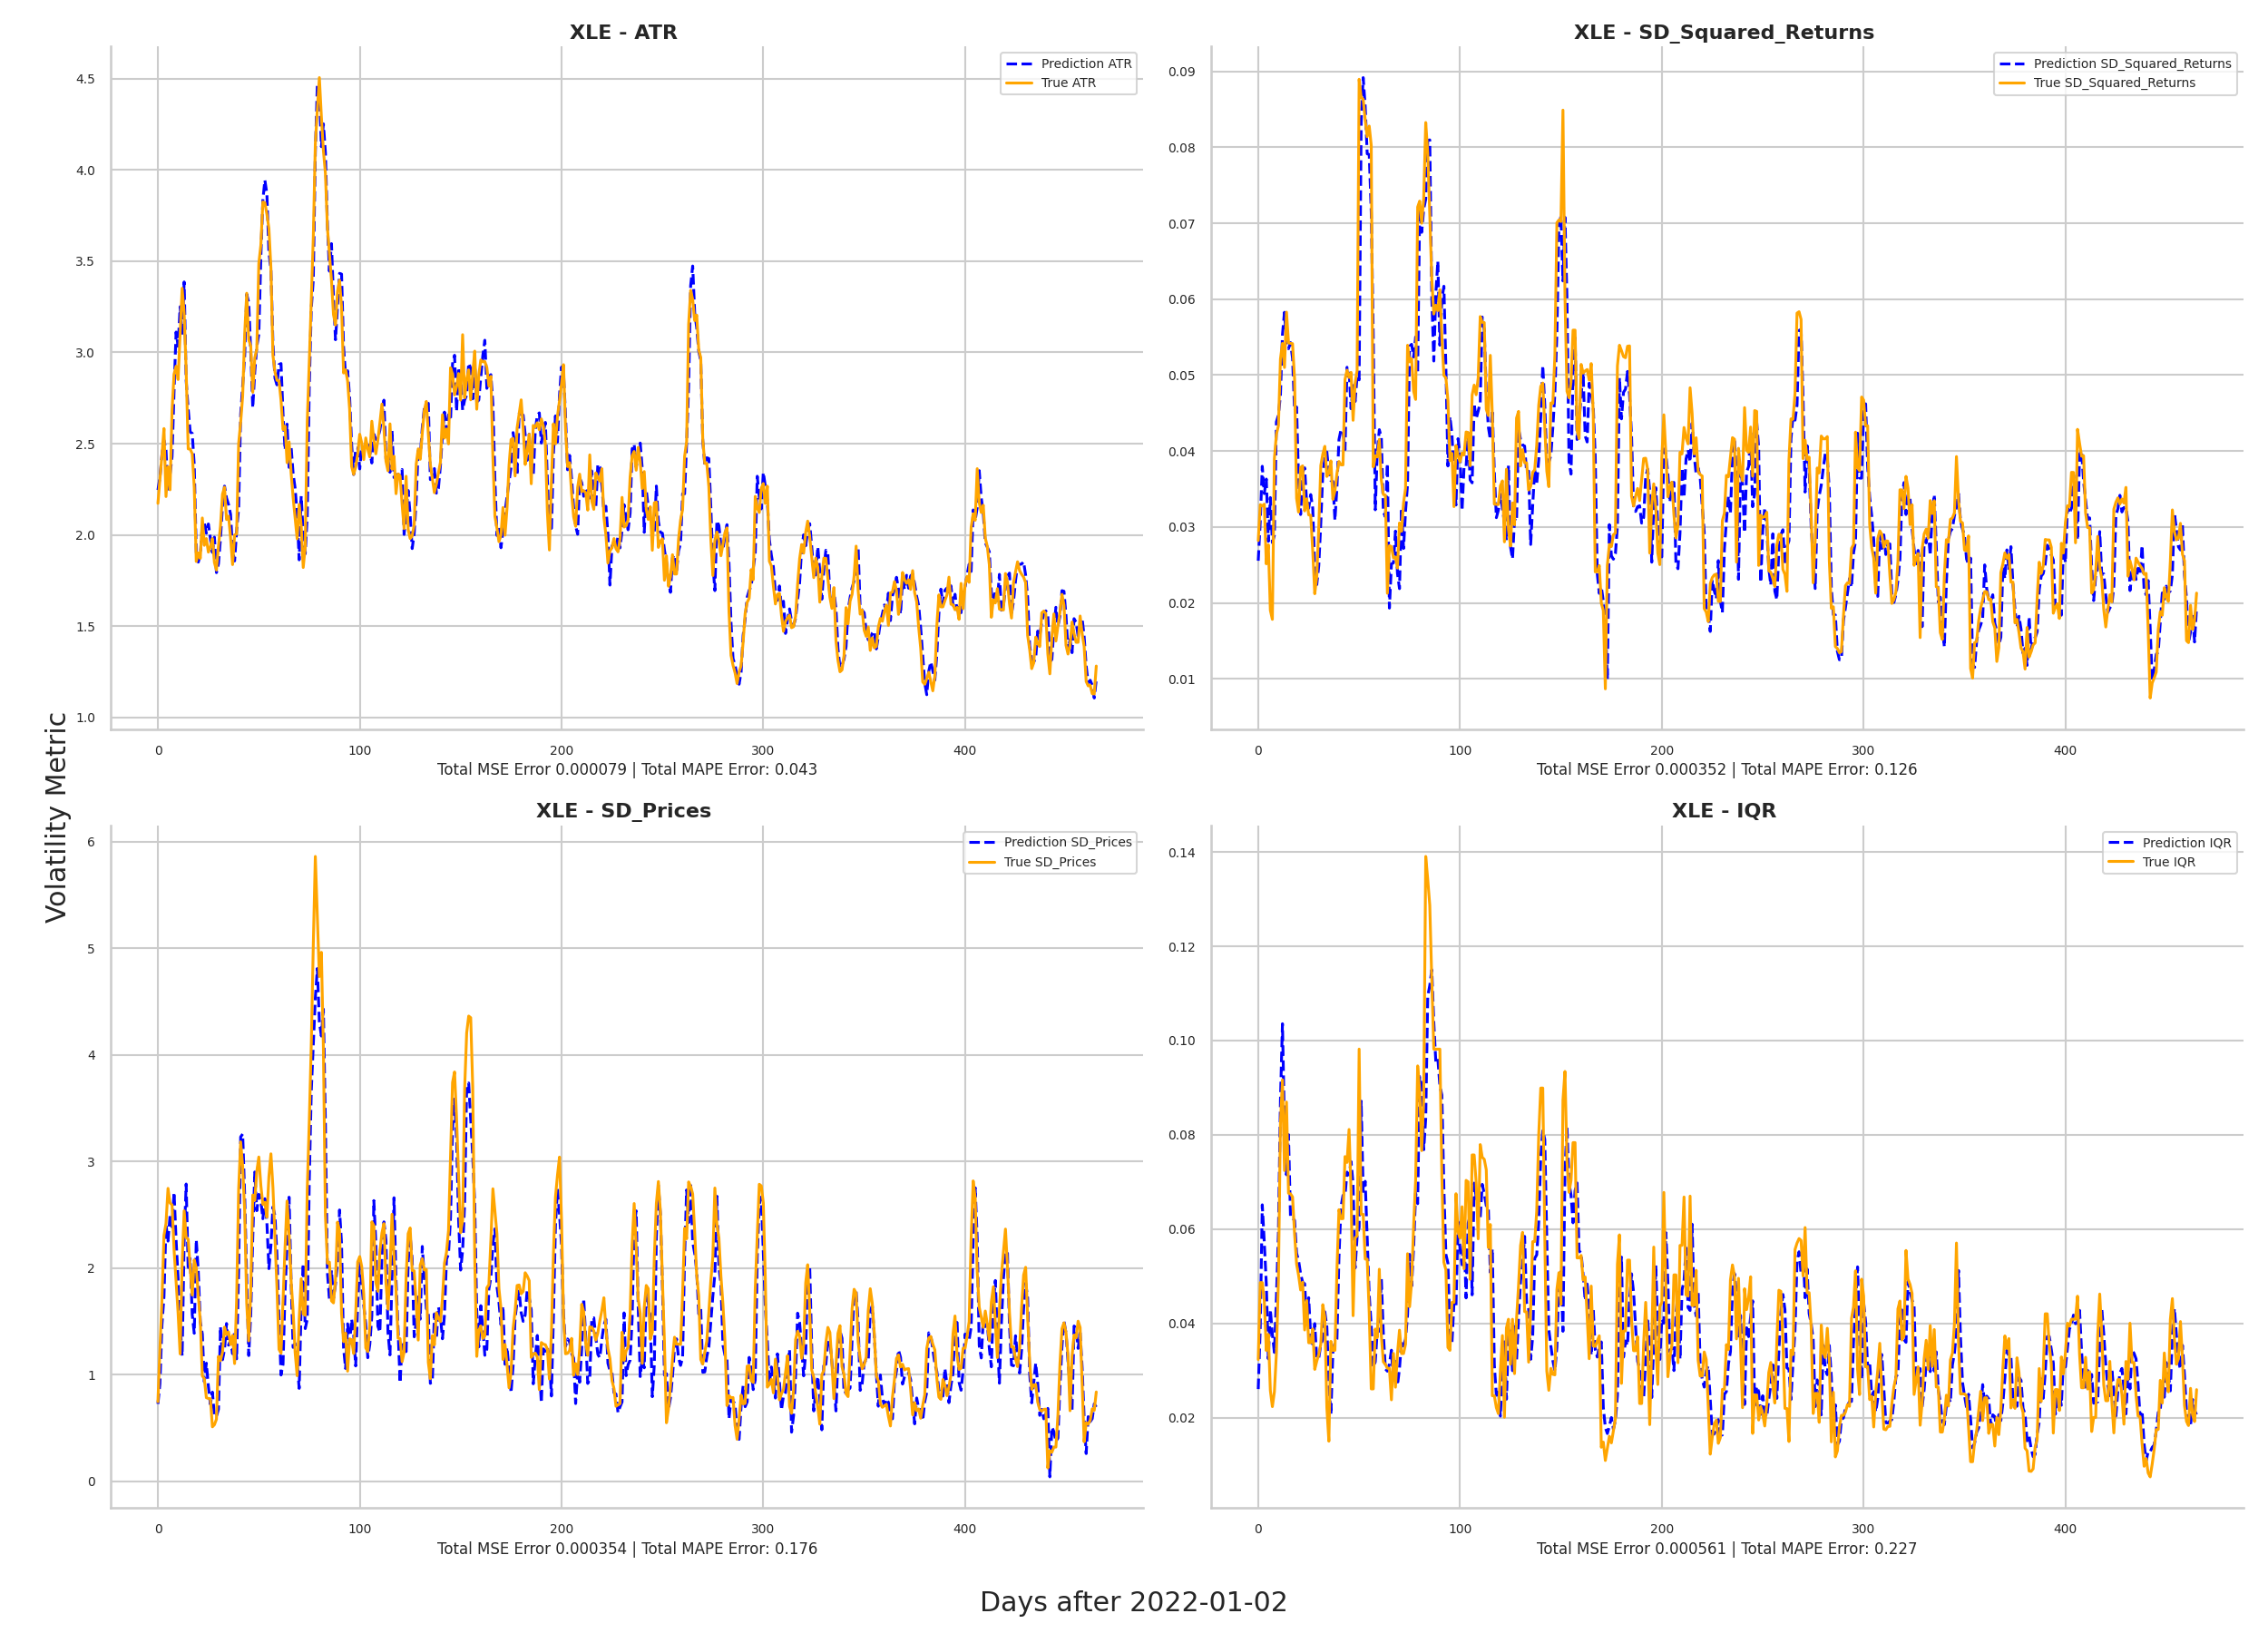 XLE - ATR
Prediction ATR
True ATR
4.5
4.0
3.5
3.0
2.5
2.0
1.5
1.0
0 100 200 300 400
Total MSE Error 0.000079 | Total MAPE Error: 0.043
XLE - SD_Squared_Returns
Prediction SD_Squared_Returns
True SD_Squared_Returns
0.09
0.08
0.07
0.06
0.05
0.04
0.03
0.02
0.01
0 100 200 300 400
Total MSE Error 0.000352 | Total MAPE Error: 0.126
Volatility Metric
XLE - SD_Prices
Prediction SD_Prices
True SD_Prices
6
5
4
3
2
1
0
0 100 200 300 400
Total MSE Error 0.000354 | Total MAPE Error: 0.176
XLE - IQR
Prediction IQR
True IQR
0.14
0.12
0.10
0.08
0.06
0.04
0.02
0 100 200 300 400
Total MSE Error 0.000561 | Total MAPE Error: 0.227
Days after 2022-01-02